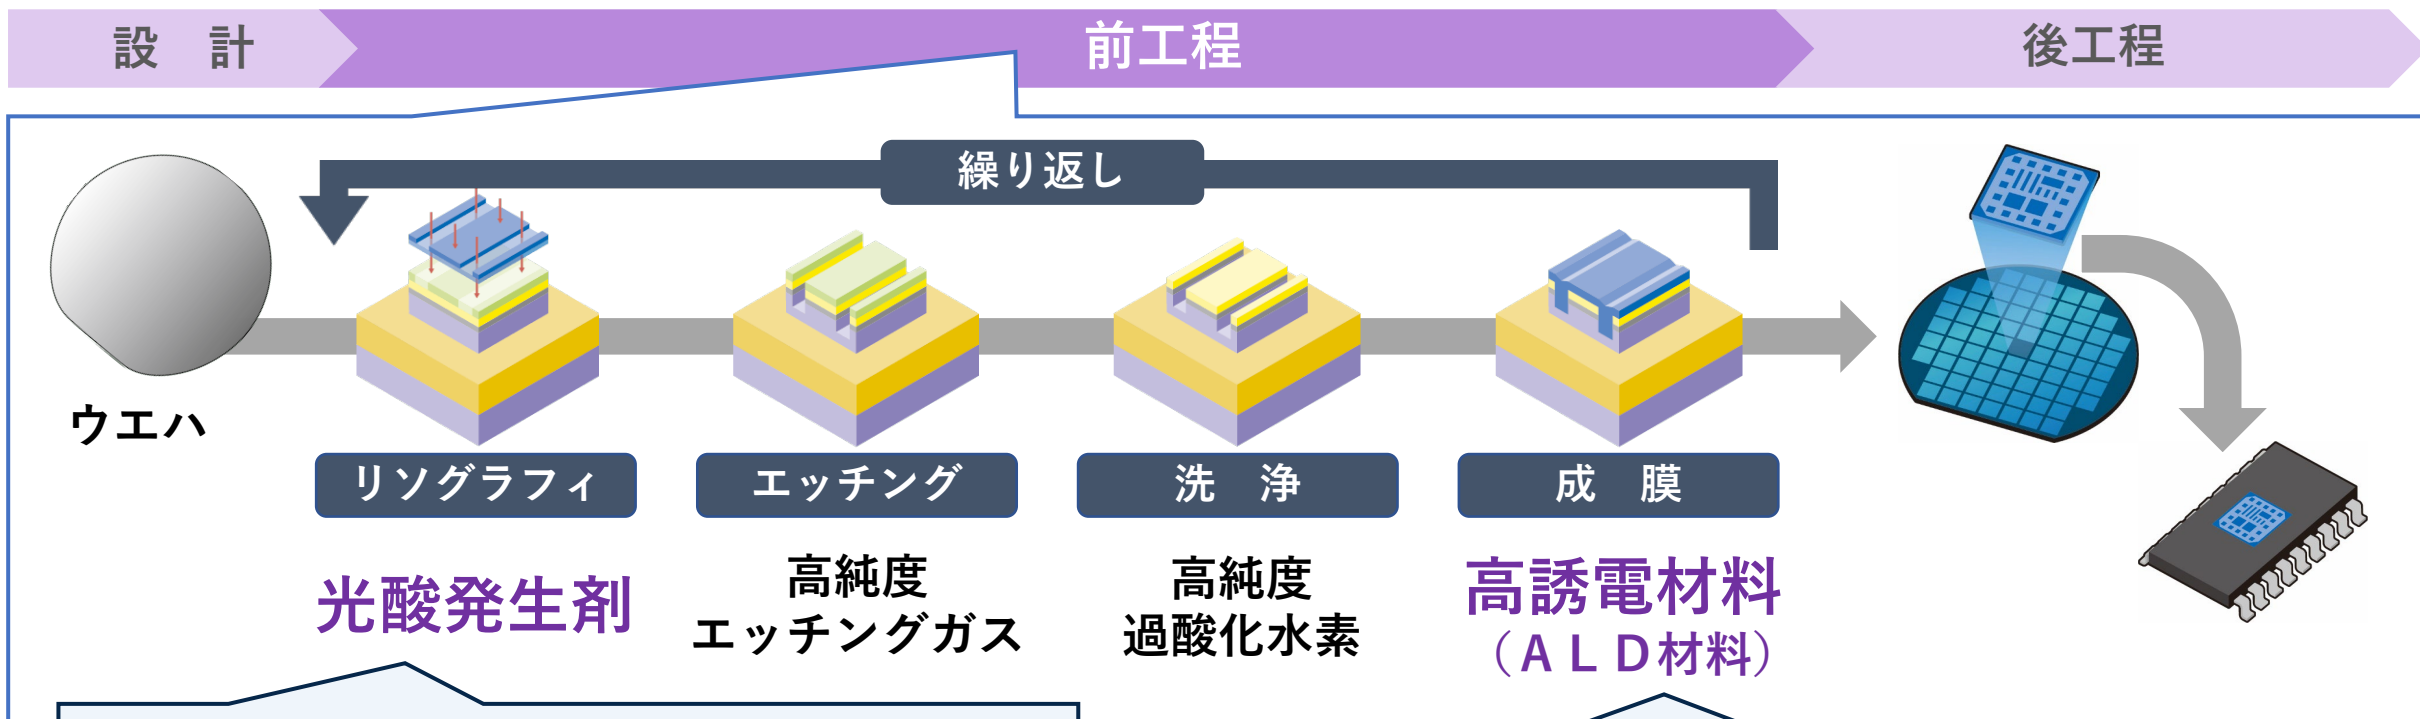 設　計
前工程
後工程
繰り返し
ウエハ
リソグラフィ
エッチング
洗　浄
成　膜
光酸発生剤
高純度
エッチングガス
高純度
過酸化水素
高誘電材料
（ＡＬＤ材料）